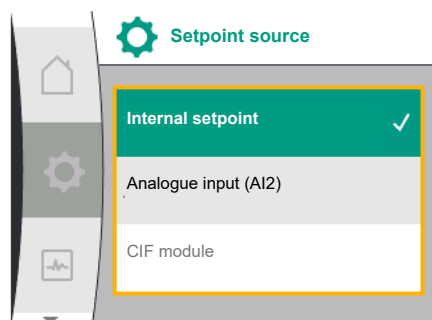 Setpoint source
Internal setpoint
Analogue input (AI2)
CIF module